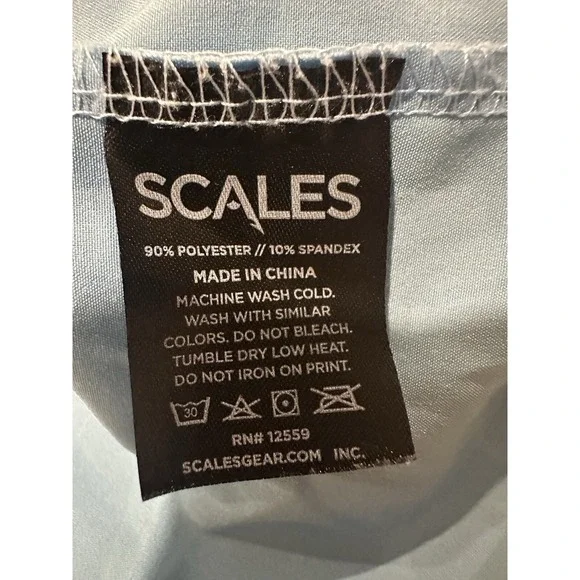 SCALES
90% POLYESTER // 10% SPANDEX
MADE IN CHINA
MACHINE WASH COLD.
WASH WITH SIMILAR
COLORS. DO NOT BLEACH.
TUMBLE DRY LOW HEAT.
DO NOT IRON ON PRINT.
30
RN# 12559
SCALESGEAR.COM INC.